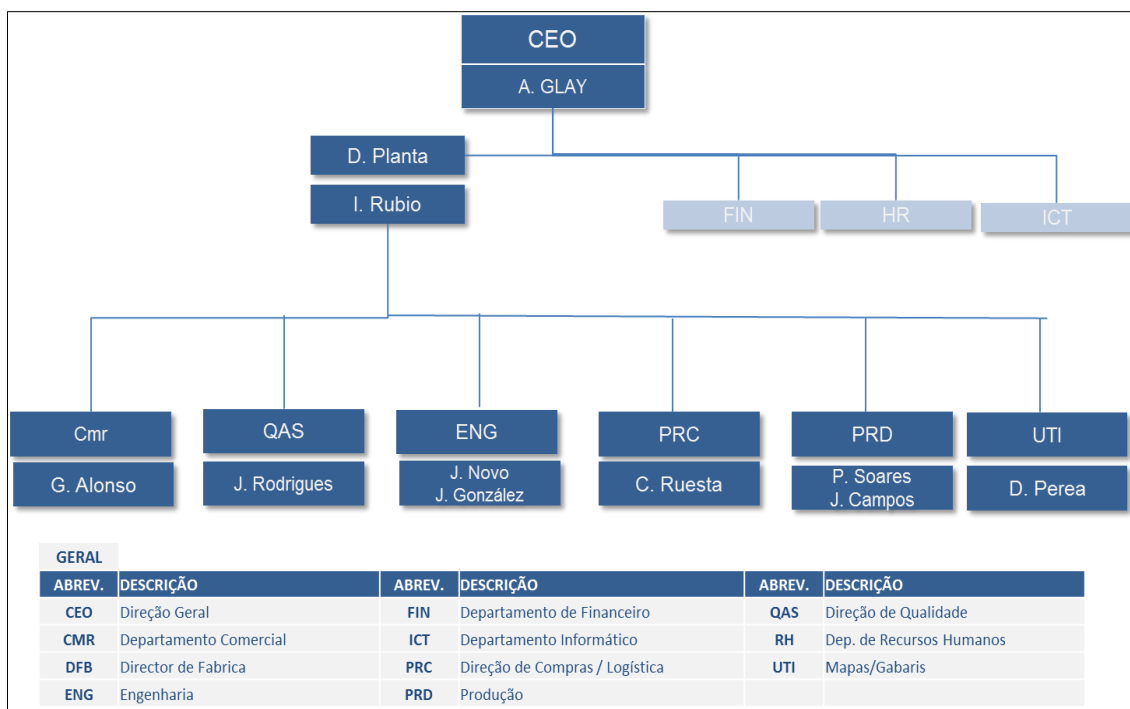 CEO
A. GLAY
D. Planta
I. Rubio
FIN
HR
ICT
Cmr
QAS
ENG
PRC
PRD
UTI
G. Alonso
J. Rodrigues
J. Novo
J. González
C. Ruesta
P. Soares
J. Campos
D. Perea
GERAL
ABREV. DESCRIÇÃO ABREV. DESCRIÇÃO ABREV. DESCRIÇÃO
CEO Direção Geral FIN Departamento de Financeiro QAS Direção de Qualidade
CMR Departamento Comercial ICT Departamento Informático RH Dep. de Recursos Humanos
DFB Director de Fabrica PRC Direção de Compras / Logística UTI Mapas/Gabaris
ENG Engenharia PRD Produção